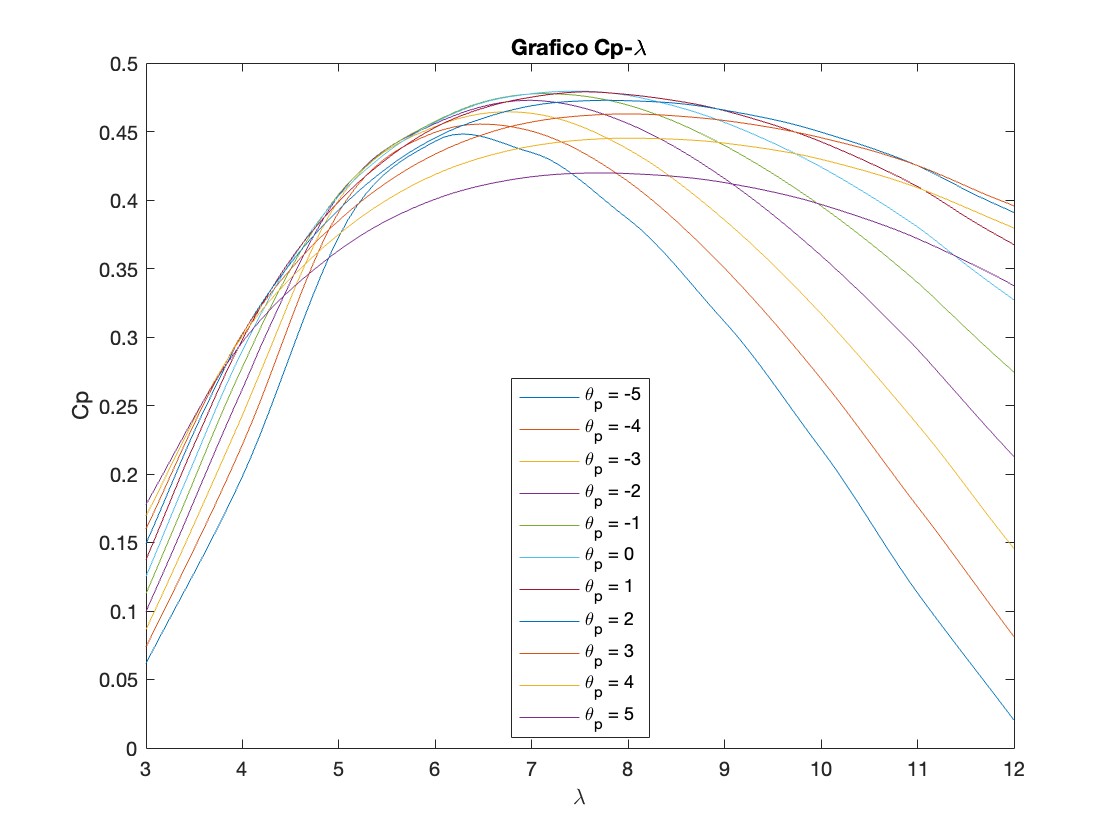 Grafico Cp-λ
0.5
0.45
0.4
0.35
0.3
0.25
0.2
0.15
0.1
0.05
0
Cp
θp = -5
θp = -4
θp = -3
θp = -2
θp = -1
θp = 0
θp = 1
θp = 2
θp = 3
θp = 4
θp = 5
3 4 5 6 7 8 9 10 11 12
λ